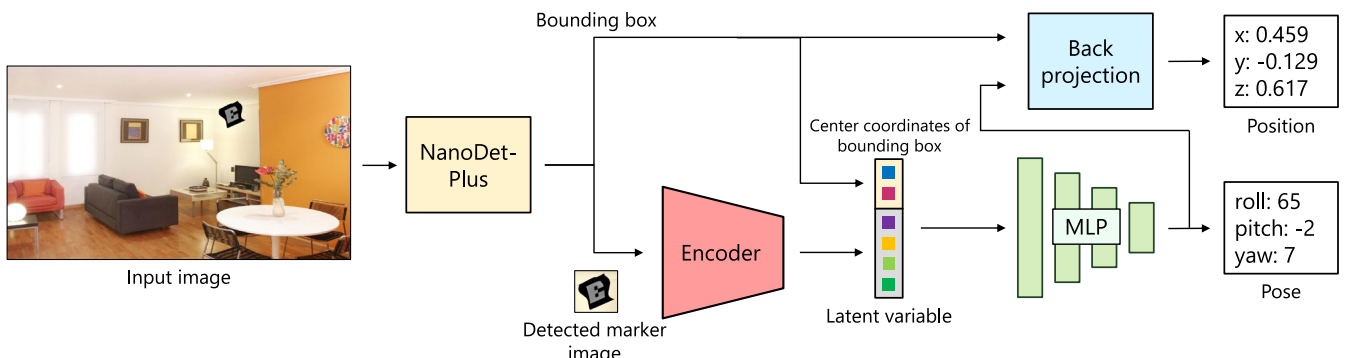 Bounding box
Back
projection
x: 0.459
y: -0.129
z: 0.617
Position
NanoDet-
Plus
Center coordinates of
bounding box
E
Input image
Encoder
MLP
roll: 65
pitch: -2
yaw: 7
Pose
E
Detected marker
image
Latent variable